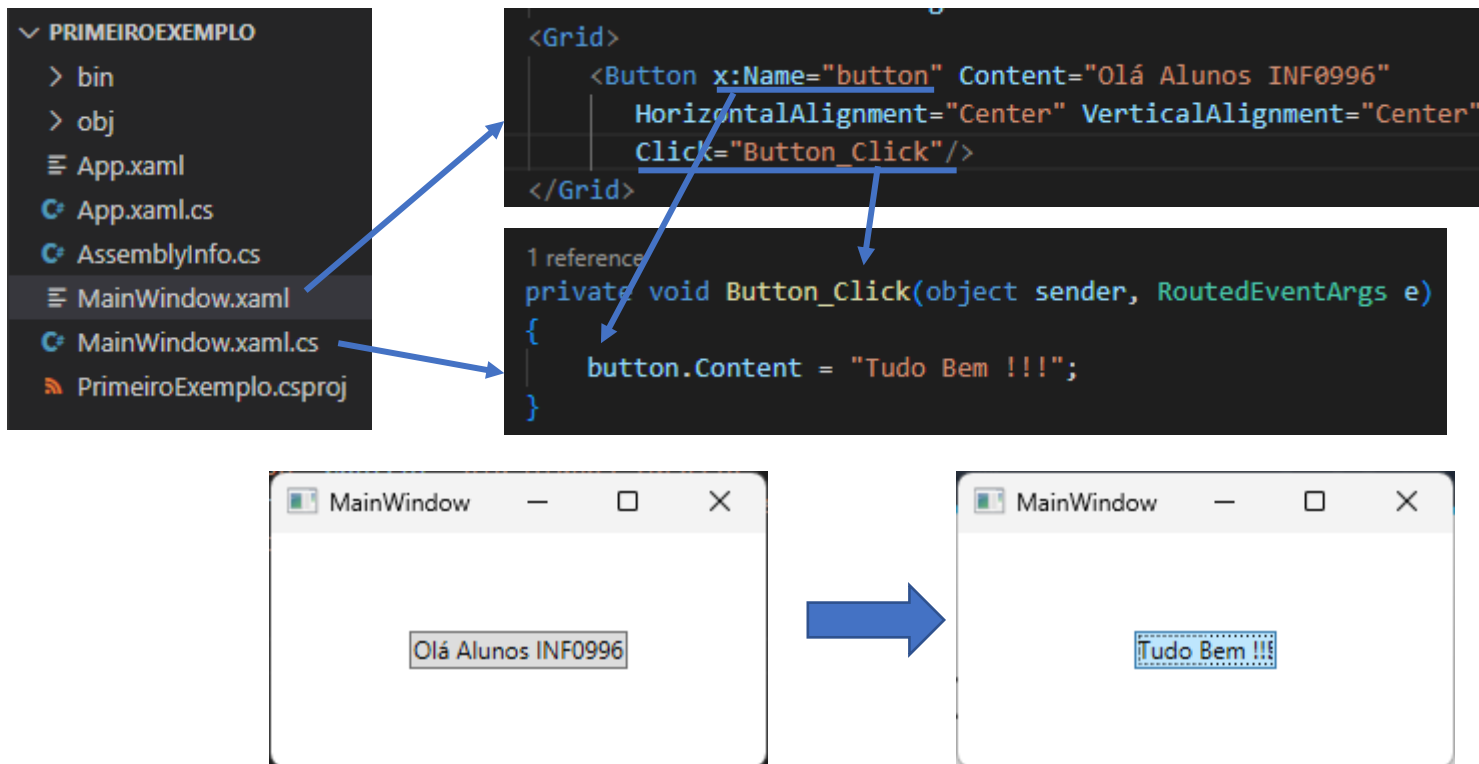 PRIMEIROEXEMPLO
bin
obj
App.xaml
App.xaml.cs
AssemblyInfo.cs
MainWindow.xaml
MainWindow.xaml.cs
PrimeiroExemplo.csproj
<Grid>
<Button x:Name="button" Content="Olá Alunos INF0996"
HorizontalAlignment="Center" VerticalAlignment="Center"
Click="Button_Click"/>
</Grid>
1 reference
private void Button_Click(object sender, RoutedEventArgs e)
{
button.Content = "Tudo Bem !!!";
}
MainWindow
Olá Alunos INF0996
MainWindow
Tudo Bem !!!